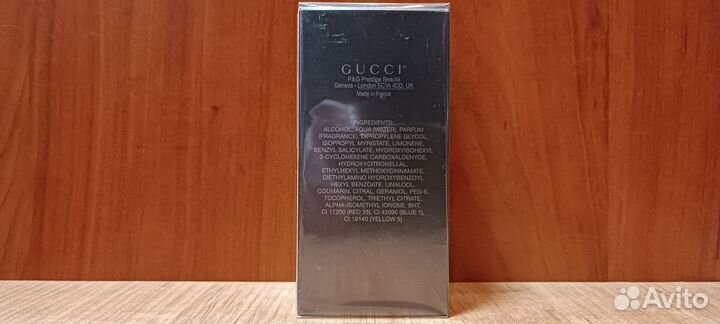 GUCCI®
P&G Prestige Beauté
Geneva • London EC1A 4DD, UK
Made in France
INGREDIENTS:
ALCOHOL, AQUA (WATER), PARFUM
(FRAGRANCE), DIPROPYLENE GLYCOL,
ISOPROPYL MYRISTATE, LIMONENE,
BENZYL SALICYLATE, HYDROXYISOHEXYL
3-CYCLOHEXENE CARBOXALDEHYDE,
HYDROXYCITRONELLAL,
ETHYLHEXYL METHOXYCINNAMATE,
DIETHYLAMINO HYDROXYBENZOYL
HEXYL BENZOATE, LINALOOL,
COUMARIN, CITRAL, GERANIOL, PEG-8,
TOCOPHEROL, TRIETHYL CITRATE,
ALPHA-ISOMETHYL IONONE, BHT,
CI 17200 (RED 33), CI 42090 (BLUE 1),
CI 19140 (YELLOW 5)
Avito